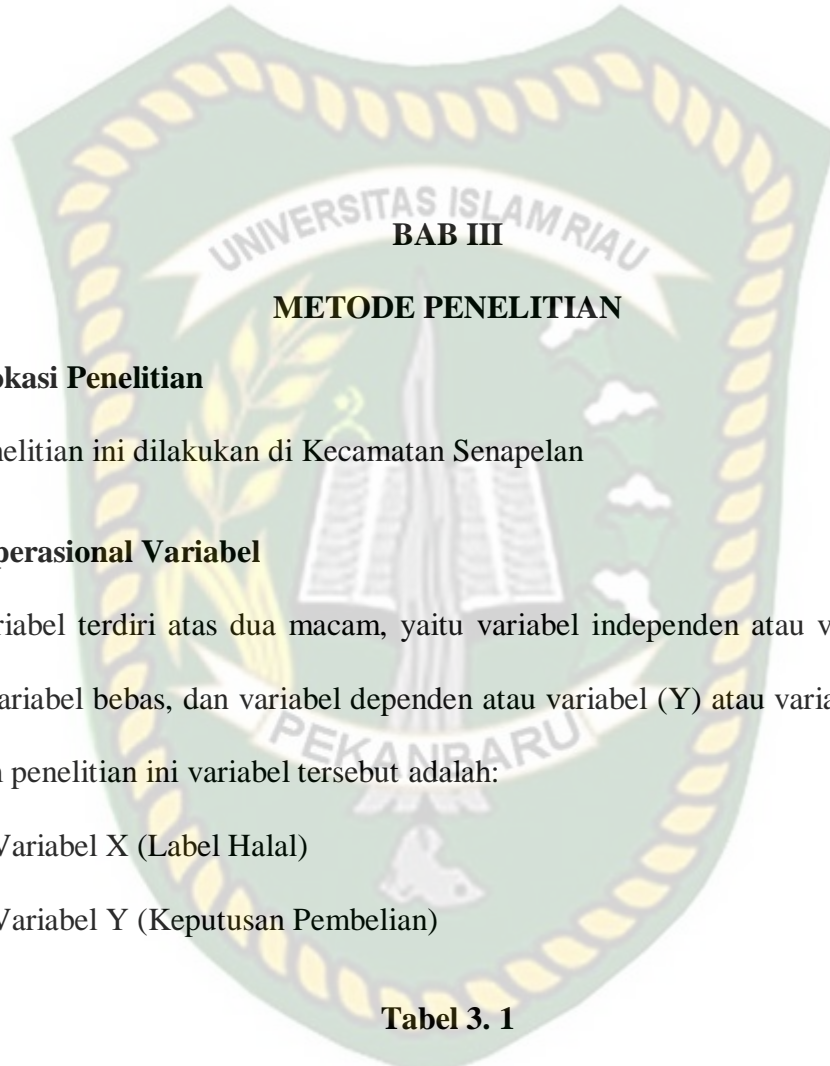 UNIVERSITAS ISLAM RIAU
BAB III
METODE PENELITIAN
okasi Penelitian
nelitian ini dilakukan di Kecamatan Senapelan
perasional Variabel
riabel terdiri atas dua macam, yaitu variabel independen atau v
ariabel bebas, dan variabel dependen atau variabel (Y) atau varia
PEKANBARU
n penelitian ini variabel tersebut adalah:
Variabel X (Label Halal)
Variabel Y (Keputusan Pembelian)
Tabel 3. 1